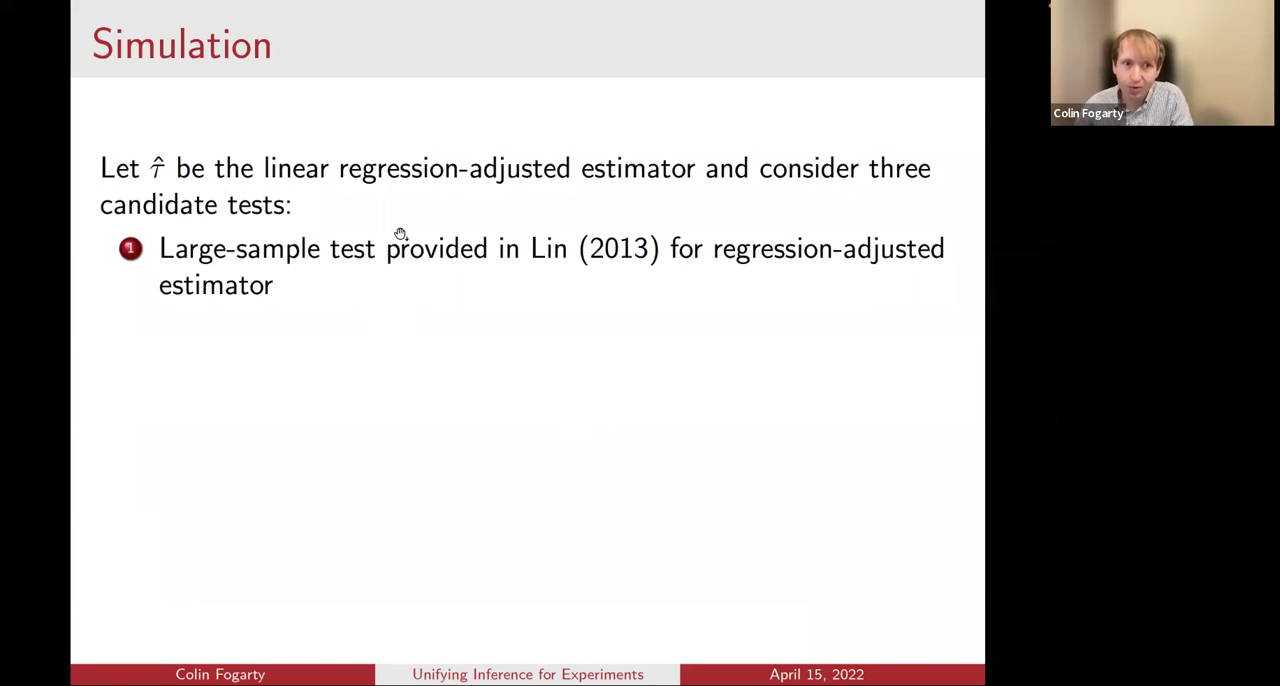 Simulation
Let τ̂ be the linear regression-adjusted estimator and consider three
candidate tests:
1 Large-sample test provided in Lin (2013) for regression-adjusted
estimator
Colin Fogarty
Unifying Inference for Experiments
April 15, 2022
Colin Fogarty